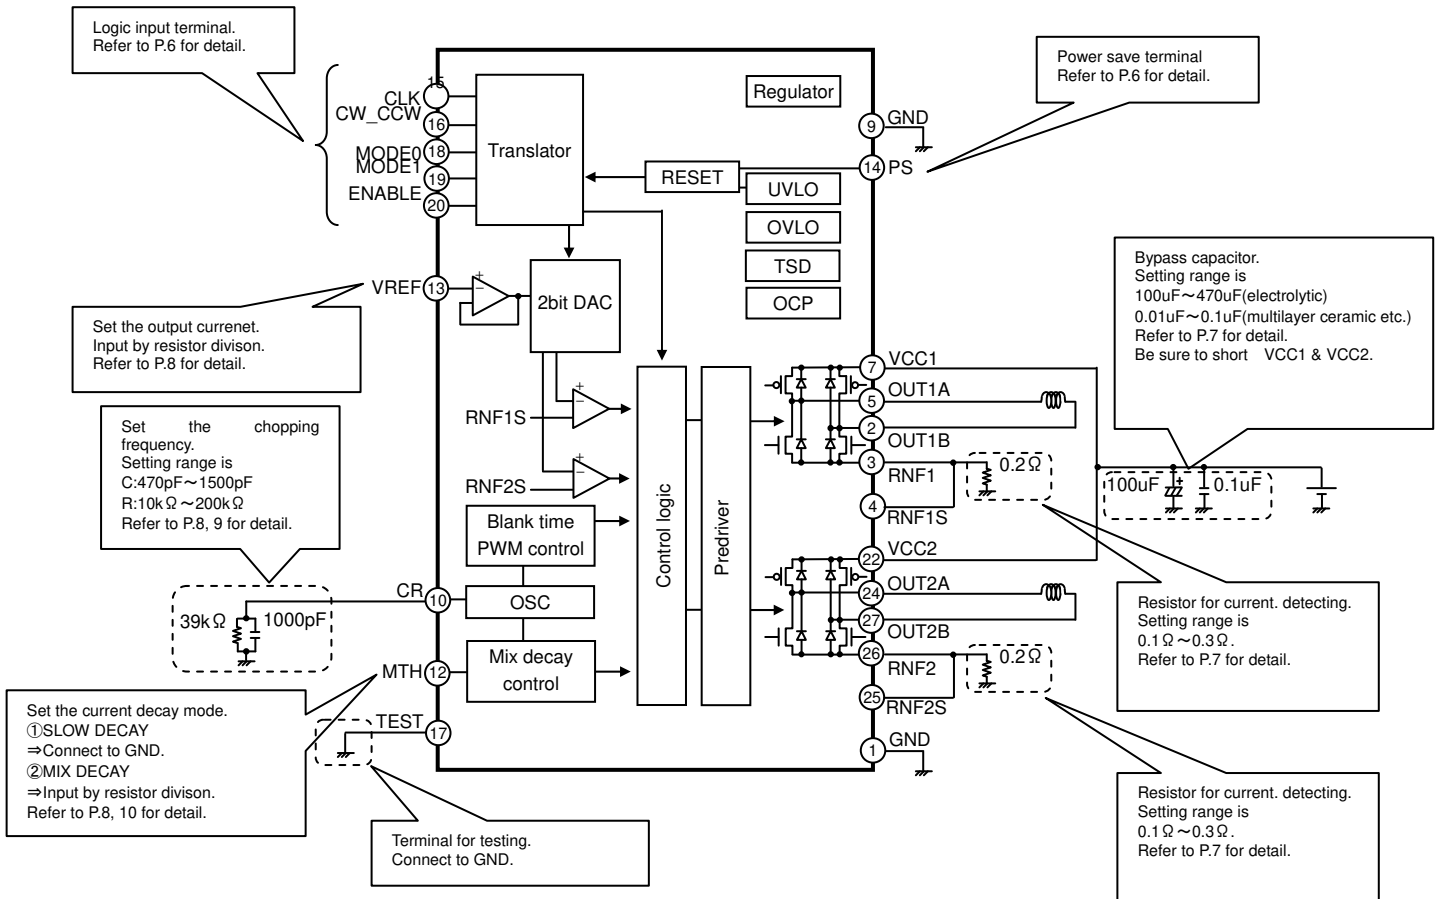 Logic input terminal.
Refer to P.6 for detail.
15
CLK
CW_CCW
16
MODE0
18
MODE1
19
ENABLE
20
Translator
Regulator
RESET
UVLO
OVLO
TSD
OCP
9
GND
14
PS
Power save terminal
Refer to P.6 for detail.
VREF
13
+
−
2bit DAC
Set the output currenet.
Input by resistor divison.
Refer to P.8 for detail.
Bypass capacitor.
Setting range is
100uF～470uF(electrolytic)
0.01uF～0.1uF(multilayer ceramic etc.)
Refer to P.7 for detail.
Be sure to short VCC1 & VCC2.
Set the chopping
frequency.
Setting range is
C:470pF～1500pF
R:10kΩ～200kΩ
Refer to P.8, 9 for detail.
RNF1S
+
−
RNF2S
+
−
Blank time
PWM control
OSC
Mix decay
control
Control logic
Predriver
7
VCC1
5
OUT1A
2
OUT1B
3
RNF1
0.2Ω
4
RNF1S
100uF
+
0.1uF
22
VCC2
24
OUT2A
27
OUT2B
26
RNF2
0.2Ω
25
RNF2S
1
GND
39kΩ
1000pF
CR
10
MTH
12
TEST
17
Set the current decay mode.
①SLOW DECAY
⇒Connect to GND.
②MIX DECAY
⇒Input by resistor divison.
Refer to P.8, 10 for detail.
Terminal for testing.
Connect to GND.
Resistor for current. detecting.
Setting range is
0.1Ω～0.3Ω.
Refer to P.7 for detail.
Resistor for current. detecting.
Setting range is
0.1Ω～0.3Ω.
Refer to P.7 for detail.